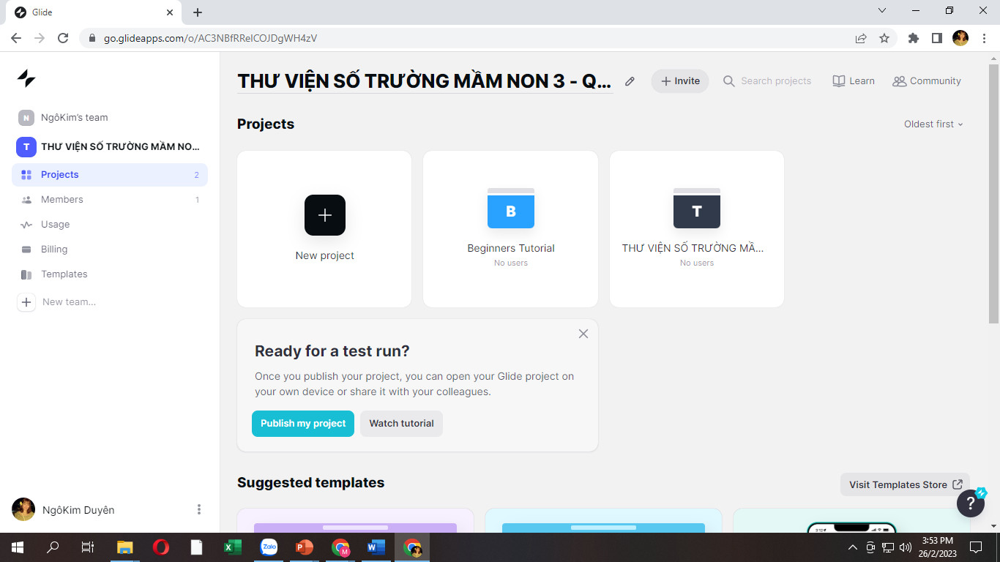 Glide
go.glideapps.com/o/AC3NBfRRelCOJDgWH4zV
THƯ VIỆN SỐ TRƯỜNG MẦM NON 3 - Q...
Invite
Search projects
Learn
Community
N
NgôKim's team
T
THƯ VIỆN SỐ TRƯỜNG MẦM NO...
Projects 2
Members 1
Usage
Billing
Templates
New team...
Projects
Oldest first
New project
B
Beginners Tutorial
No users
T
THƯ VIỆN SỐ TRƯỜNG MẦ...
No users
Ready for a test run?
Once you publish your project, you can open your Glide project on
your own device or share it with your colleagues.
Publish my project
Watch tutorial
Suggested templates
Visit Templates Store
?
3:12
NgôKim Duyên
Zalo
P
M
W
X
3:53 PM
26/2/2023